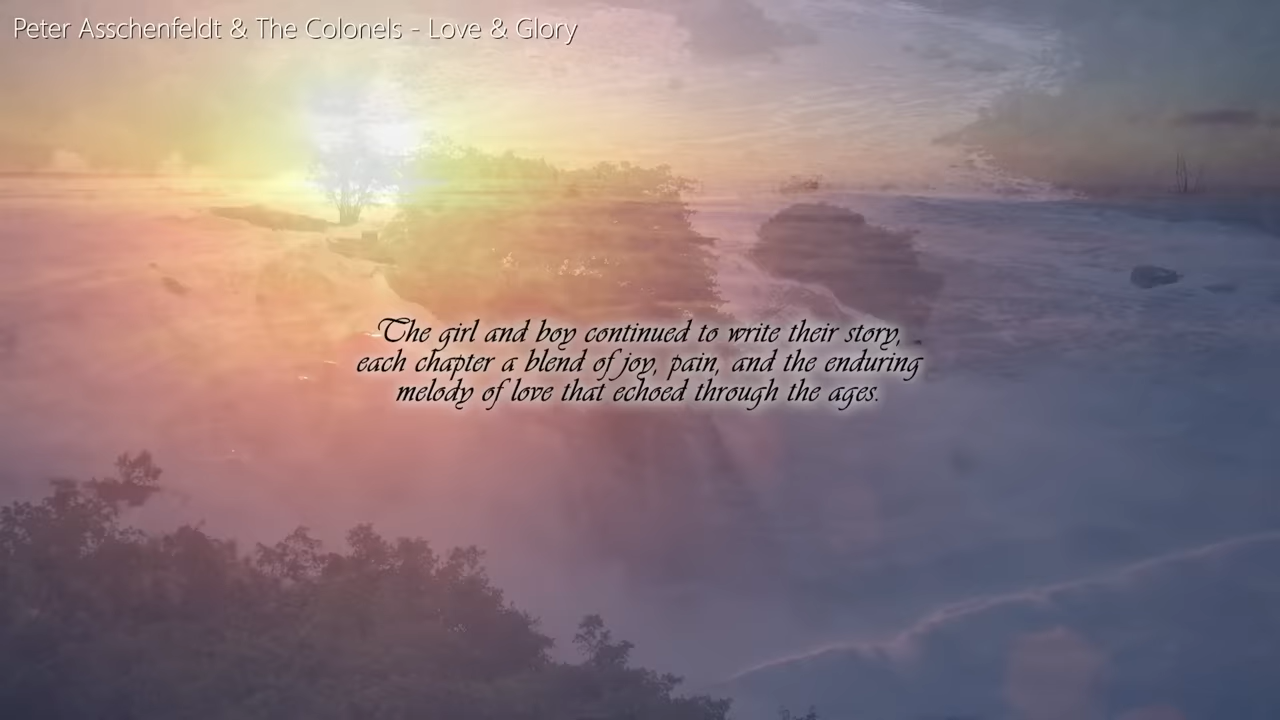 Peter Asschenfeldt & The Colonels - Love & Glory
The girl and boy continued to write their story,
each chapter a blend of joy, pain, and the enduring
melody of love that echoed through the ages.